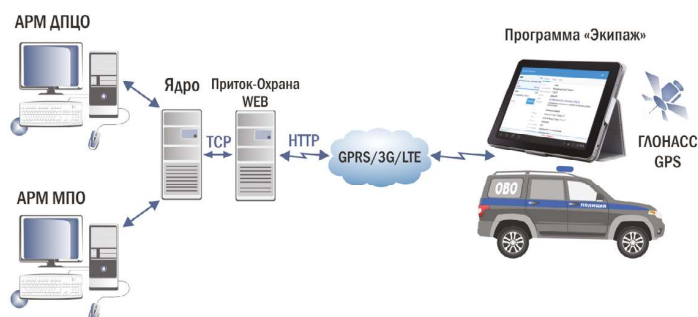 АРМ ДПЦО
Ядро
Приток-Охрана
WEB
TCP
HTTP
GPRS/3G/LTE
Программа «Экипаж»
ГЛОНАСС
GPS
АРМ МПО
ОВО
ПОЛИЦИЯ